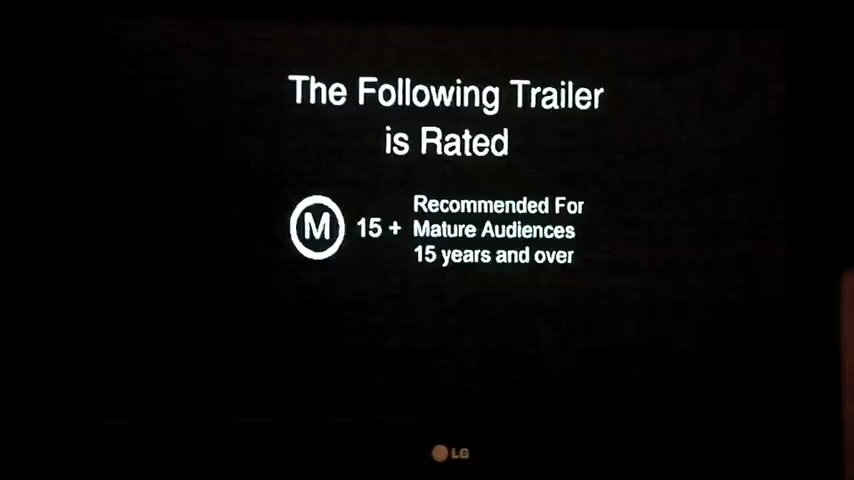 The Following Trailer
is Rated
M 15 + Recommended For
Mature Audiences
15 years and over
LG